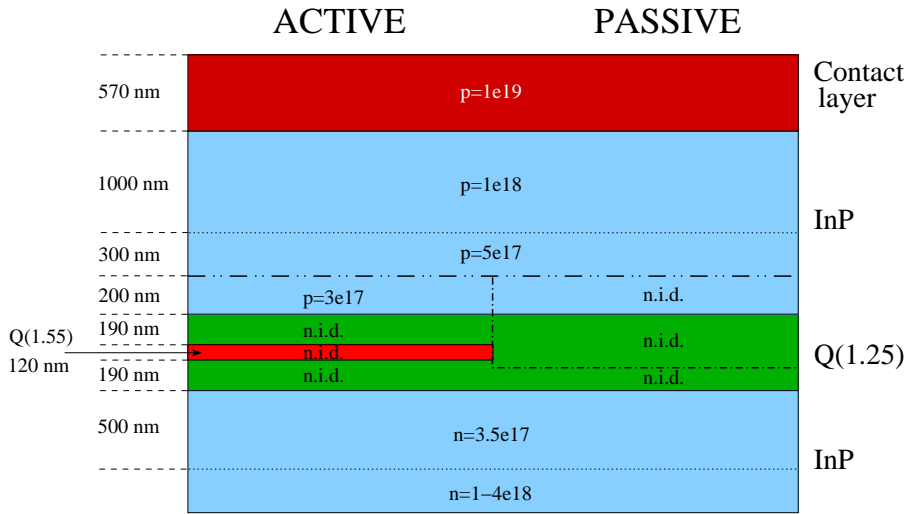 ACTIVE PASSIVE
570 nm
p=1e19
Contact
layer
1000 nm
p=1e18
InP
300 nm
p=5e17
200 nm
p=3e17
n.i.d.
190 nm
n.i.d.
n.i.d.
Q(1.55)
120 nm
n.i.d.
Q(1.25)
190 nm
n.i.d.
n.i.d.
500 nm
n=3.5e17
InP
n=1−4e18